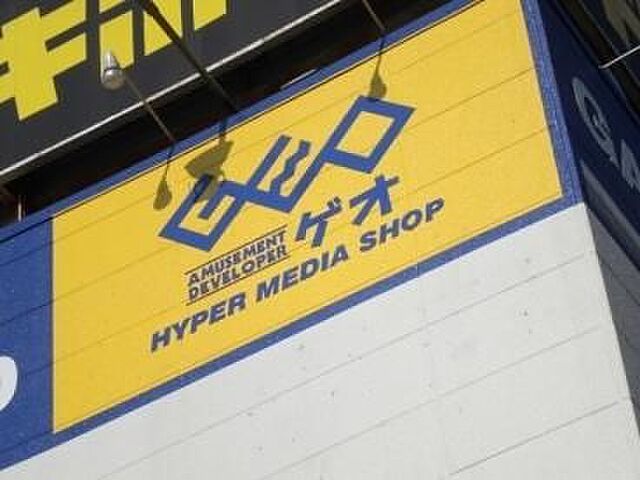 GEO
AMUSEMENT
DEVELOPER
ゲオ
HYPER MEDIA SHOP